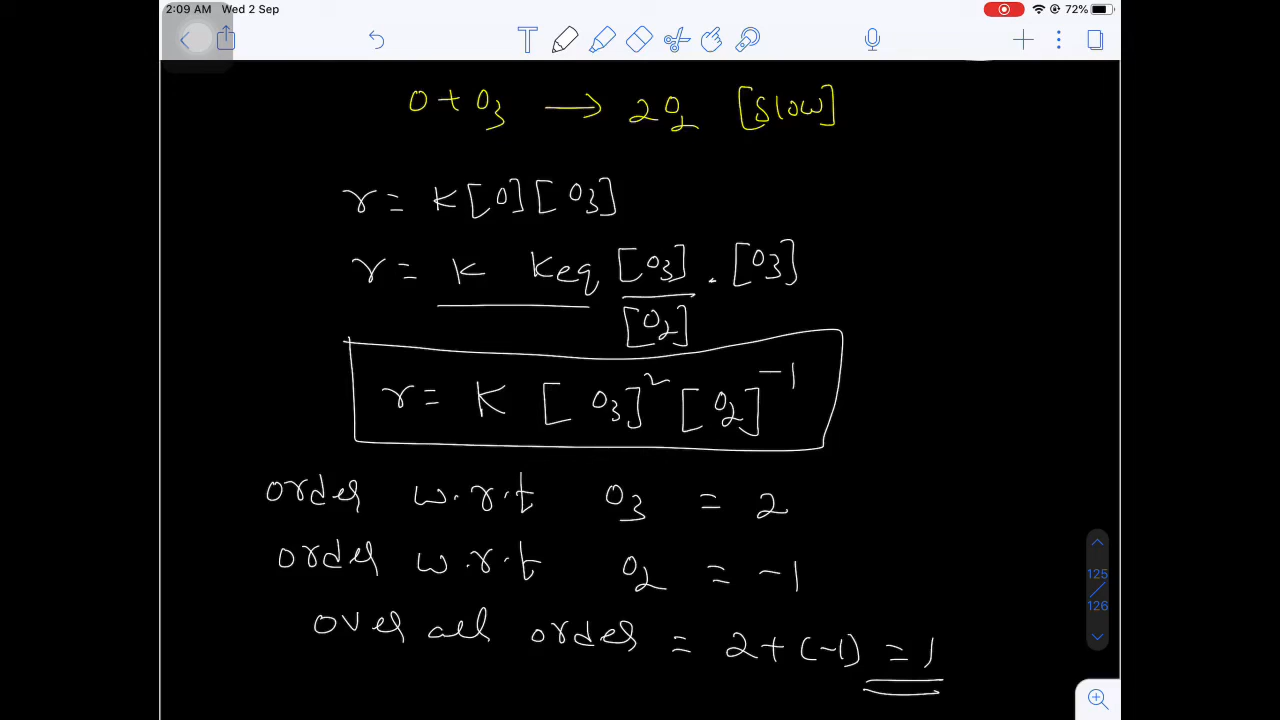 2:09 AM Wed 2 Sep 72%
T
O + O3 → 2O2 [Slow]
r = K[O][O3]
r = K Keq [O3]/[O2] . [O3]
r = K [O3]² [O2]⁻¹
order w.r.t O3 = 2
order w.r.t O2 = -1
125
/
126
over all order = 2+(-1) = 1